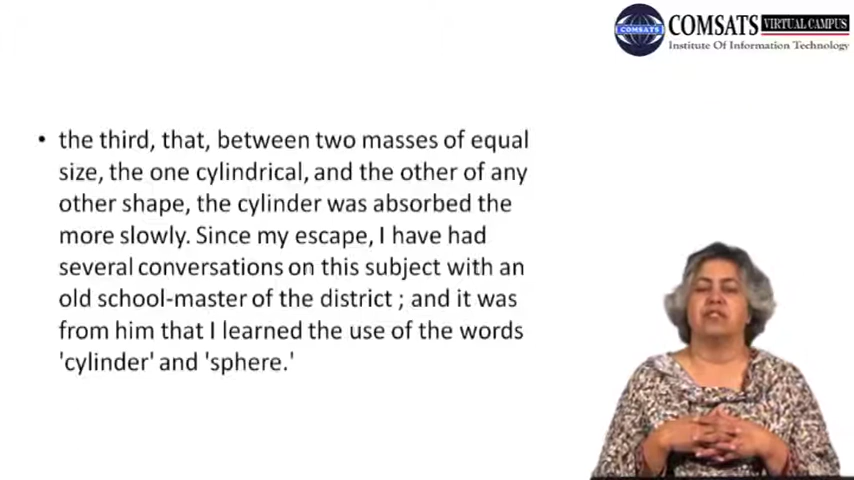 COMSATS VIRTUAL CAMPUS
COMSATS
Institute Of Information Technology
• the third, that, between two masses of equal
size, the one cylindrical, and the other of any
other shape, the cylinder was absorbed the
more slowly. Since my escape, I have had
several conversations on this subject with an
old school-master of the district ; and it was
from him that I learned the use of the words
'cylinder' and 'sphere.'